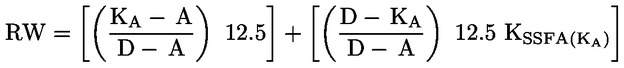 RW = [((K_A − A)/(D − A)) 12.5] + [((D − K_A)/(D − A)) 12.5 K_SSFA(K_A)]